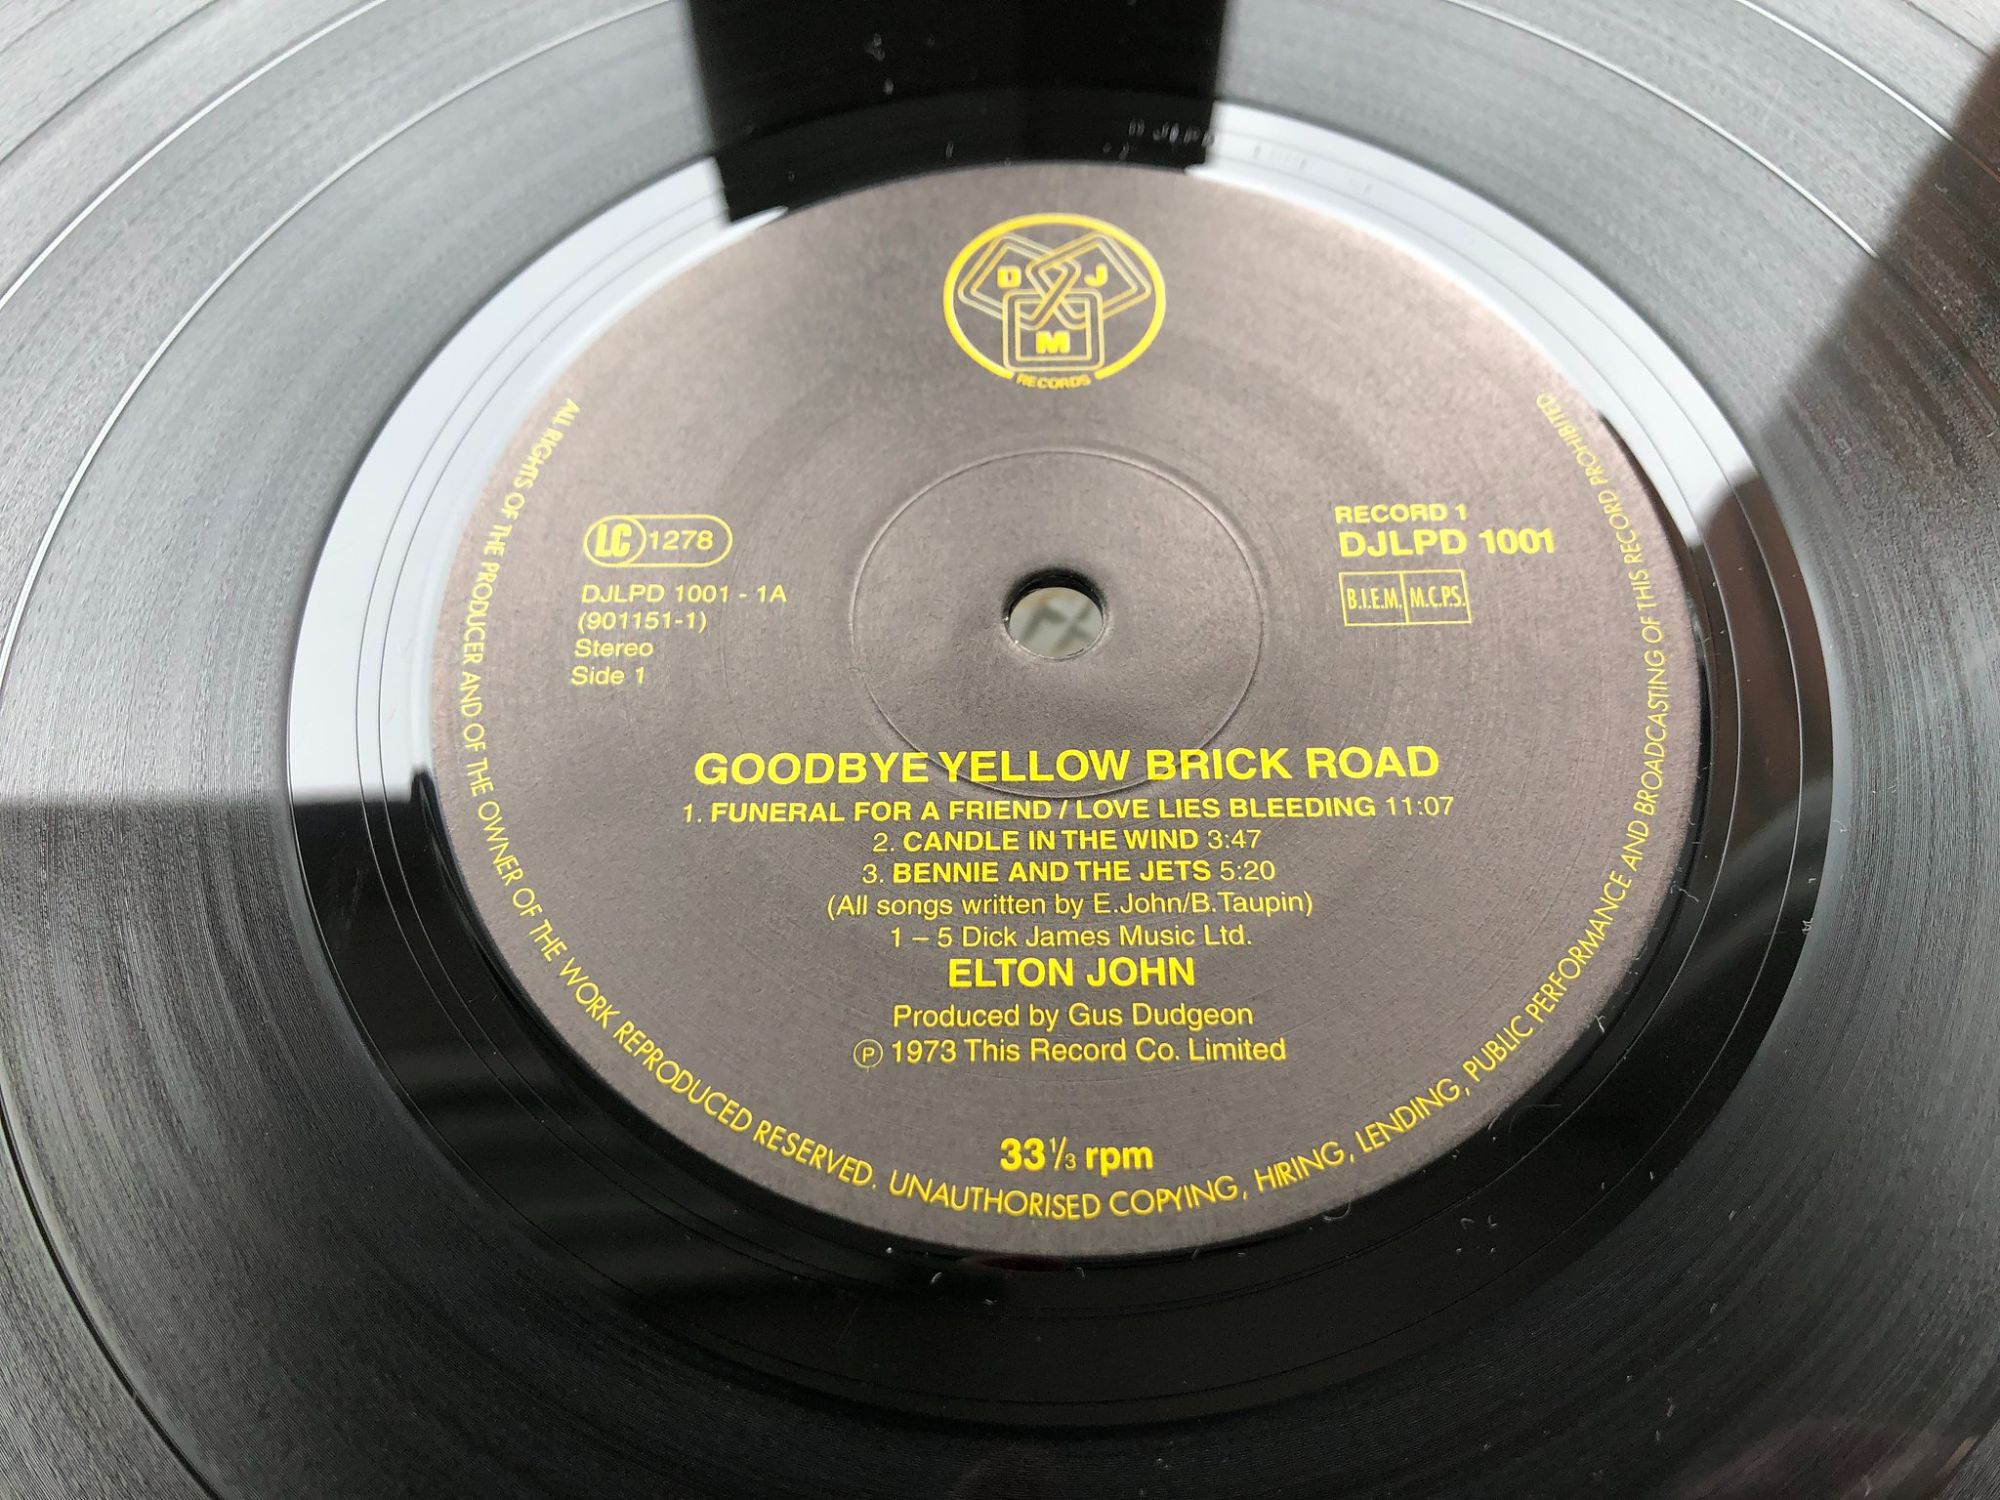 D J
M
RECORDS
LC 1278
DJLPD 1001 - 1A
(901151-1)
Stereo
Side 1
RECORD 1
DJLPD 1001
B.I.E.M. M.C.P.S.
GOODBYE YELLOW BRICK ROAD
1. FUNERAL FOR A FRIEND / LOVE LIES BLEEDING 11:07
2. CANDLE IN THE WIND 3:47
3. BENNIE AND THE JETS 5:20
(All songs written by E.John/B.Taupin)
1 – 5 Dick James Music Ltd.
ELTON JOHN
Produced by Gus Dudgeon
℗ 1973 This Record Co. Limited
33 1/3 rpm
ALL RIGHTS OF THE PRODUCER AND OF THE OWNER OF THE WORK REPRODUCED RESERVED. UNAUTHORISED COPYING, HIRING, LENDING, PUBLIC PERFORMANCE AND BROADCASTING OF THIS RECORD PROHIBITED